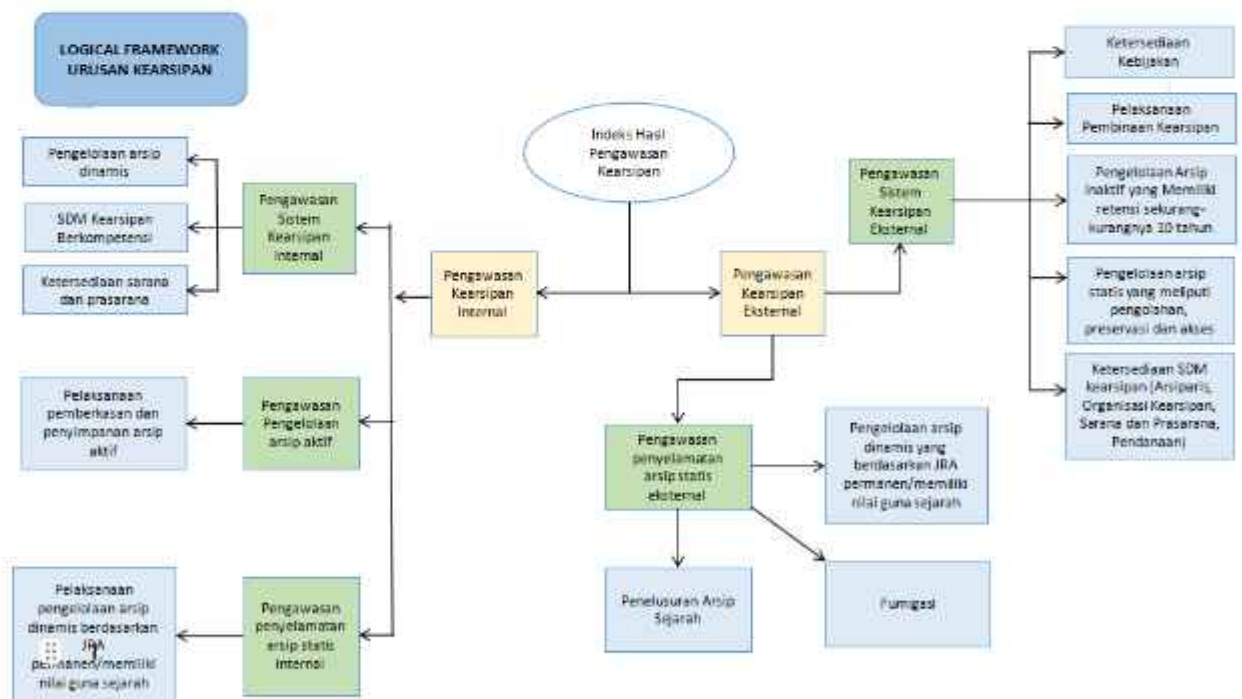 LOGICAL FRAMEWORK
URUSAN KEARSIPAN
Indeks Hasil
Pengawasan
Kearsipan
Pengawasan
Kearsipan
Internal
Pengawasan
Kearsipan
Eksternal
Pengawasan
Sistem
Kearsipan
Internal
Pengelolaan arsip
dinamis
SDM Kearsipan
Berkompetensi
Ketersediaan sarana
dan prasarana
Pengawasan
Pengelolaan
arsip aktif
Pelaksanaan
pemberkasan dan
penyimpanan arsip
aktif
Pengawasan
penyelamatan
arsip statis
internal
Pelaksanaan
pengelolaan arsip
dinamis berdasarkan
JRA
permanen/memiliki
nilai guna sejarah
Pengawasan
Sistem
Kearsipan
Eksternal
Ketersediaan
Kebijakan
Pelaksanaan
Pembinaan Kearsipan
Pengelolaan Arsip
inaktif yang Memiliki
retensi sekurang-
kurangnya 10 tahun
Pengelolaan arsip
statis yang meliputi
pengolahan,
preservasi dan akses
Ketersediaan SDM
kearsipan (Arsiparis,
Organisasi Kearsipan,
Sarana dan Prasarana,
Pendanaan)
Pengawasan
penyelamatan
arsip statis
eksternal
Pengelolaan arsip
dinamis yang
berdasarkan JRA
permanen/memiliki
nilai guna sejarah
Penelusuran Arsip
Sejarah
Fumigasi